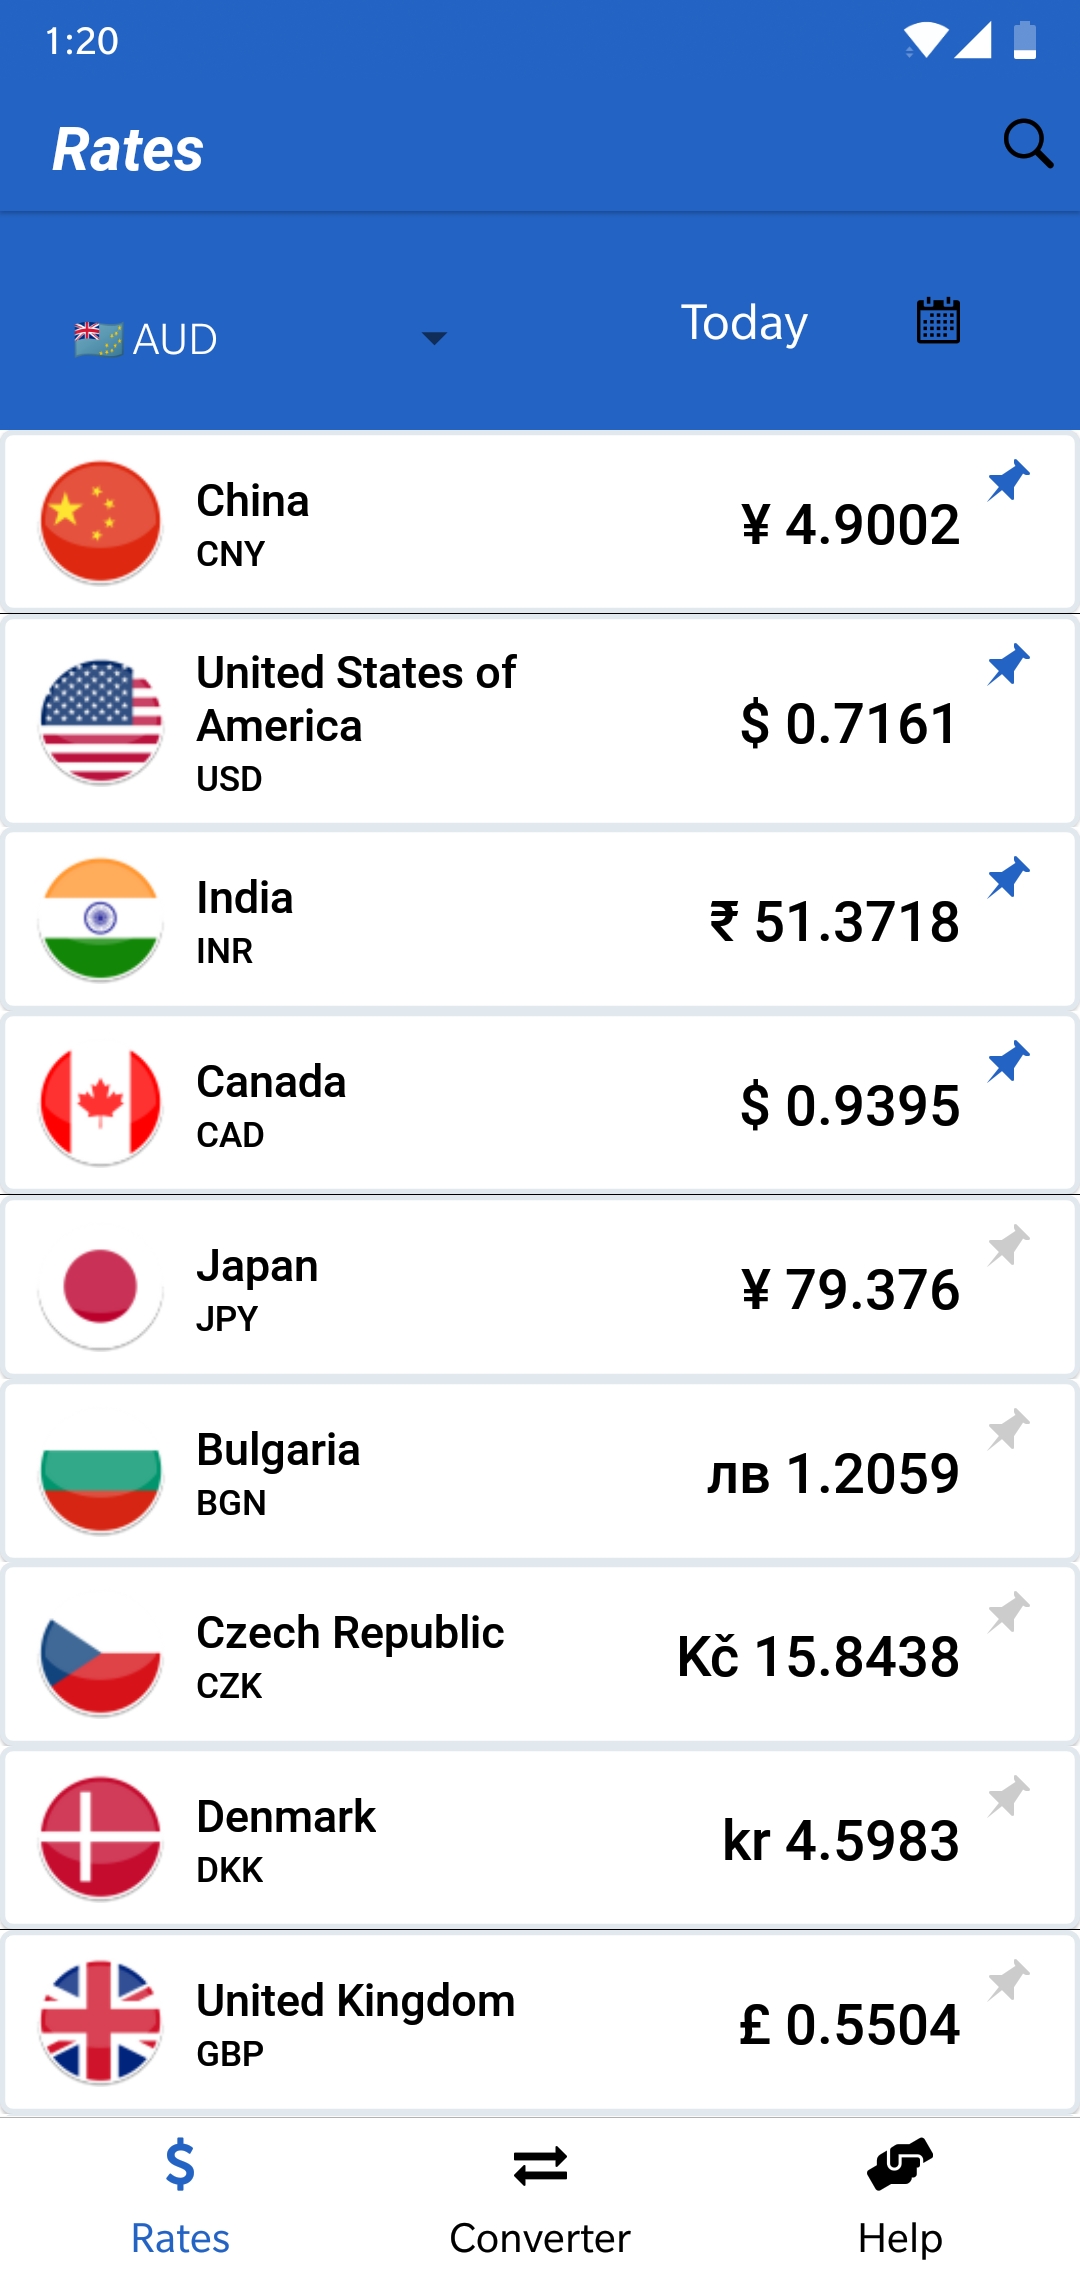 1:20
Rates
AUD
Today
China
CNY
¥ 4.9002
United States of
America
USD
$ 0.7161
India
INR
₹ 51.3718
Canada
CAD
$ 0.9395
Japan
JPY
¥ 79.376
Bulgaria
BGN
лв 1.2059
Czech Republic
CZK
Kč 15.8438
Denmark
DKK
kr 4.5983
United Kingdom
GBP
£ 0.5504
Rates
Converter
Help